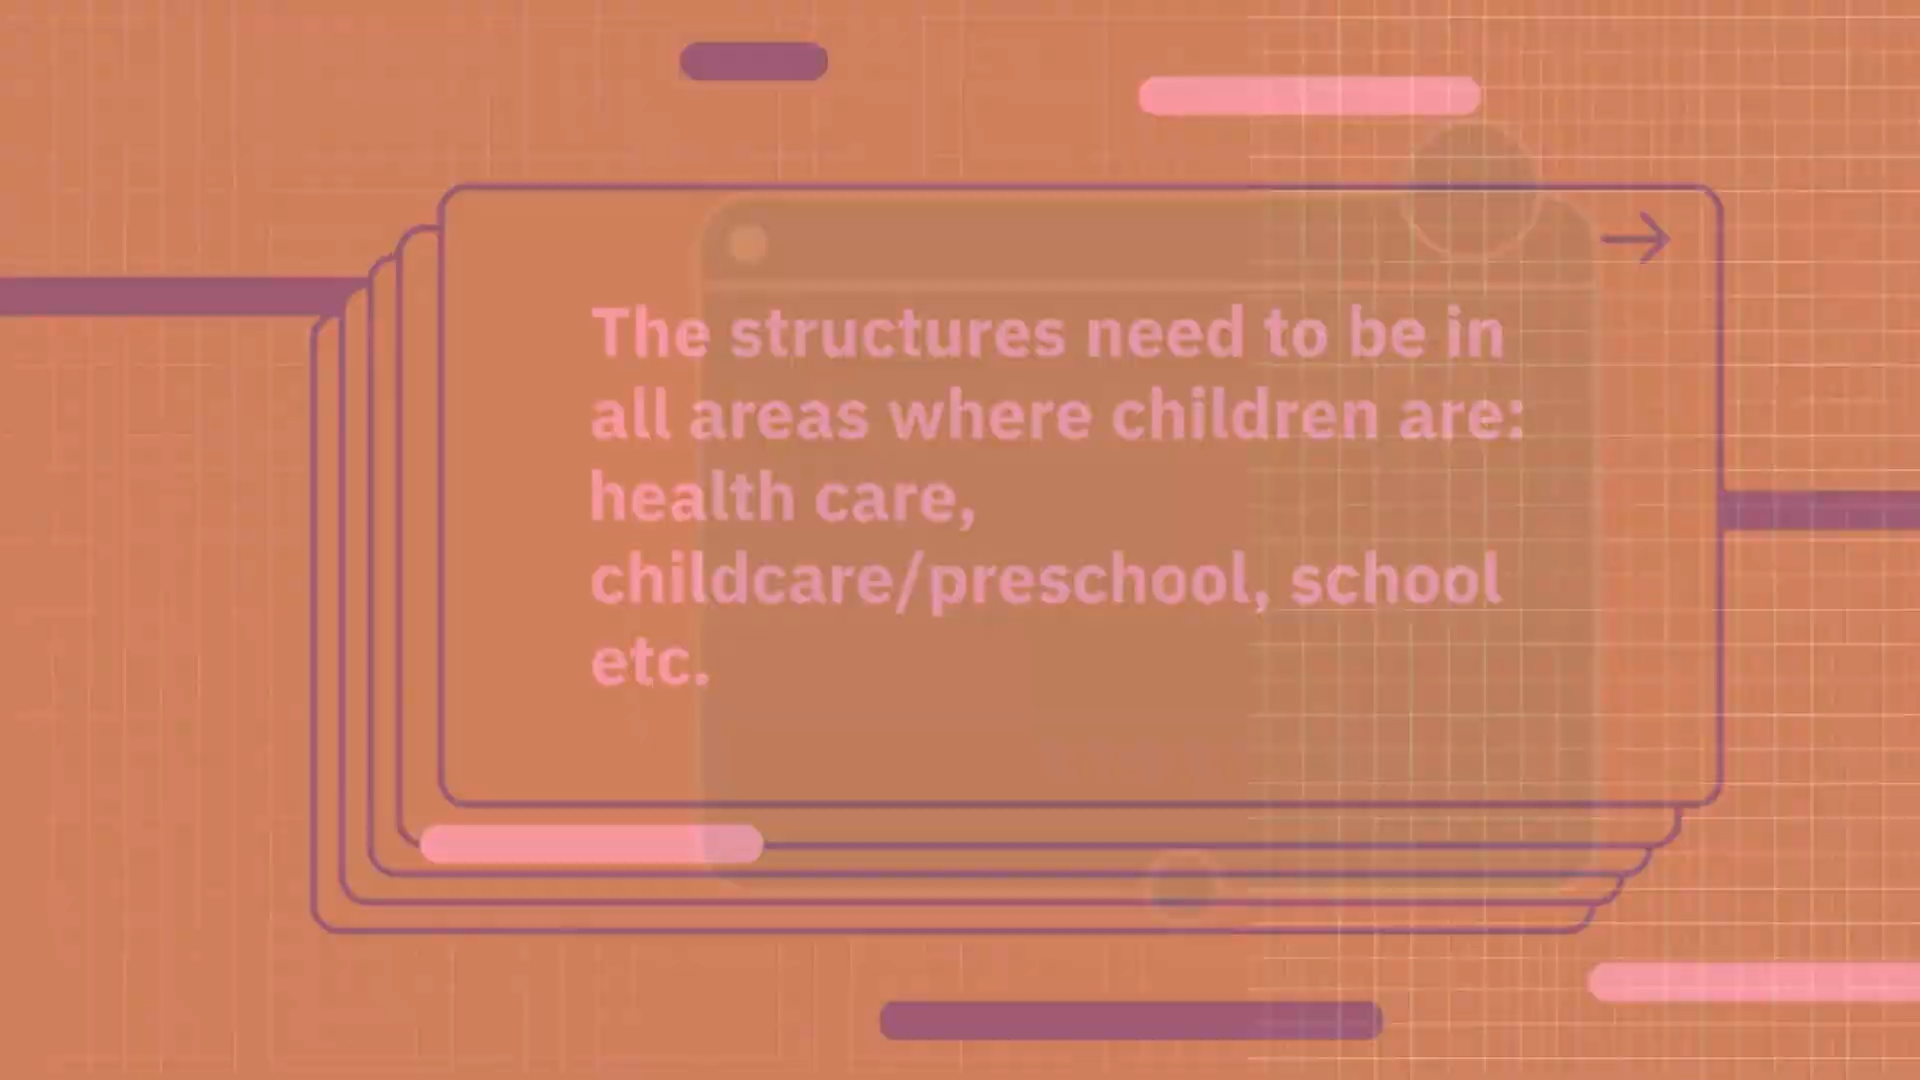 The structures need to be in
all areas where children are:
health care,
childcare/preschool, school
etc.